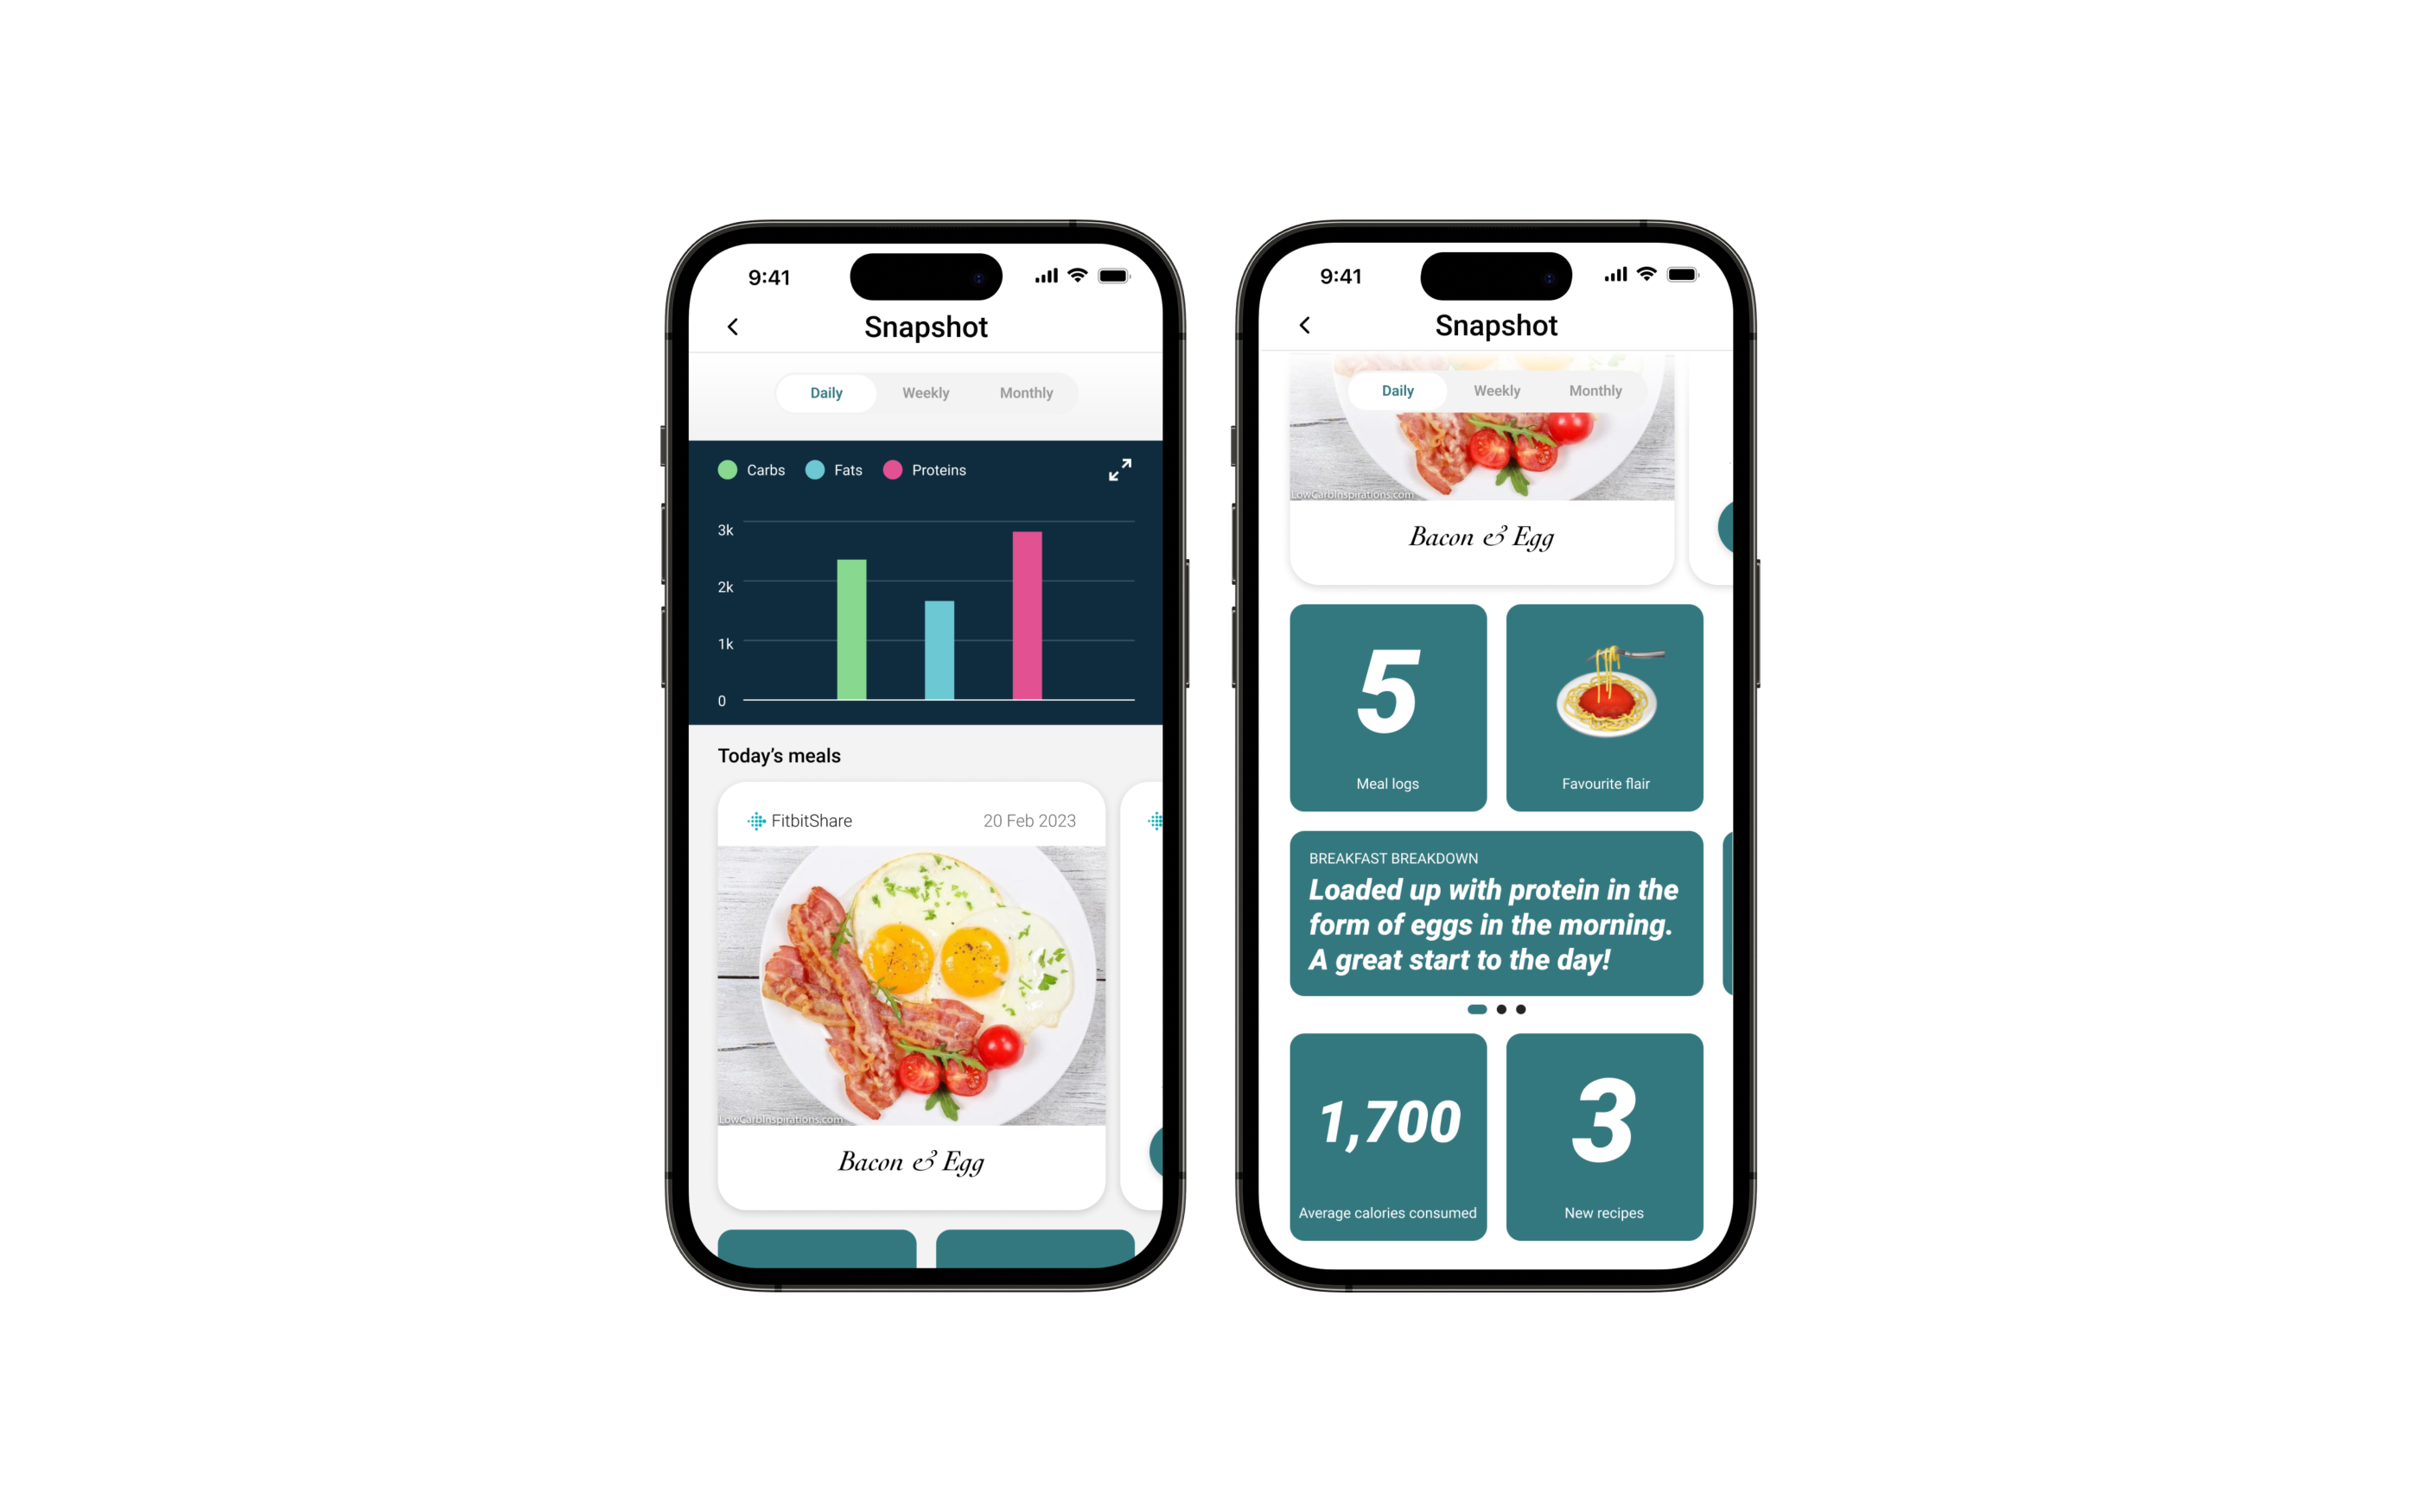 9:41
Snapshot
Daily Weekly Monthly
Carbs Fats Proteins
3k
2k
1k
0
Today's meals
FitbitShare 20 Feb 2023
LowCarbInspirations.com
Bacon & Egg
9:41
Snapshot
Daily Weekly Monthly
LowCarbInspirations.com
Bacon & Egg
5
Meal logs
Favourite flair
BREAKFAST BREAKDOWN
Loaded up with protein in the
form of eggs in the morning.
A great start to the day!
1,700
Average calories consumed
3
New recipes